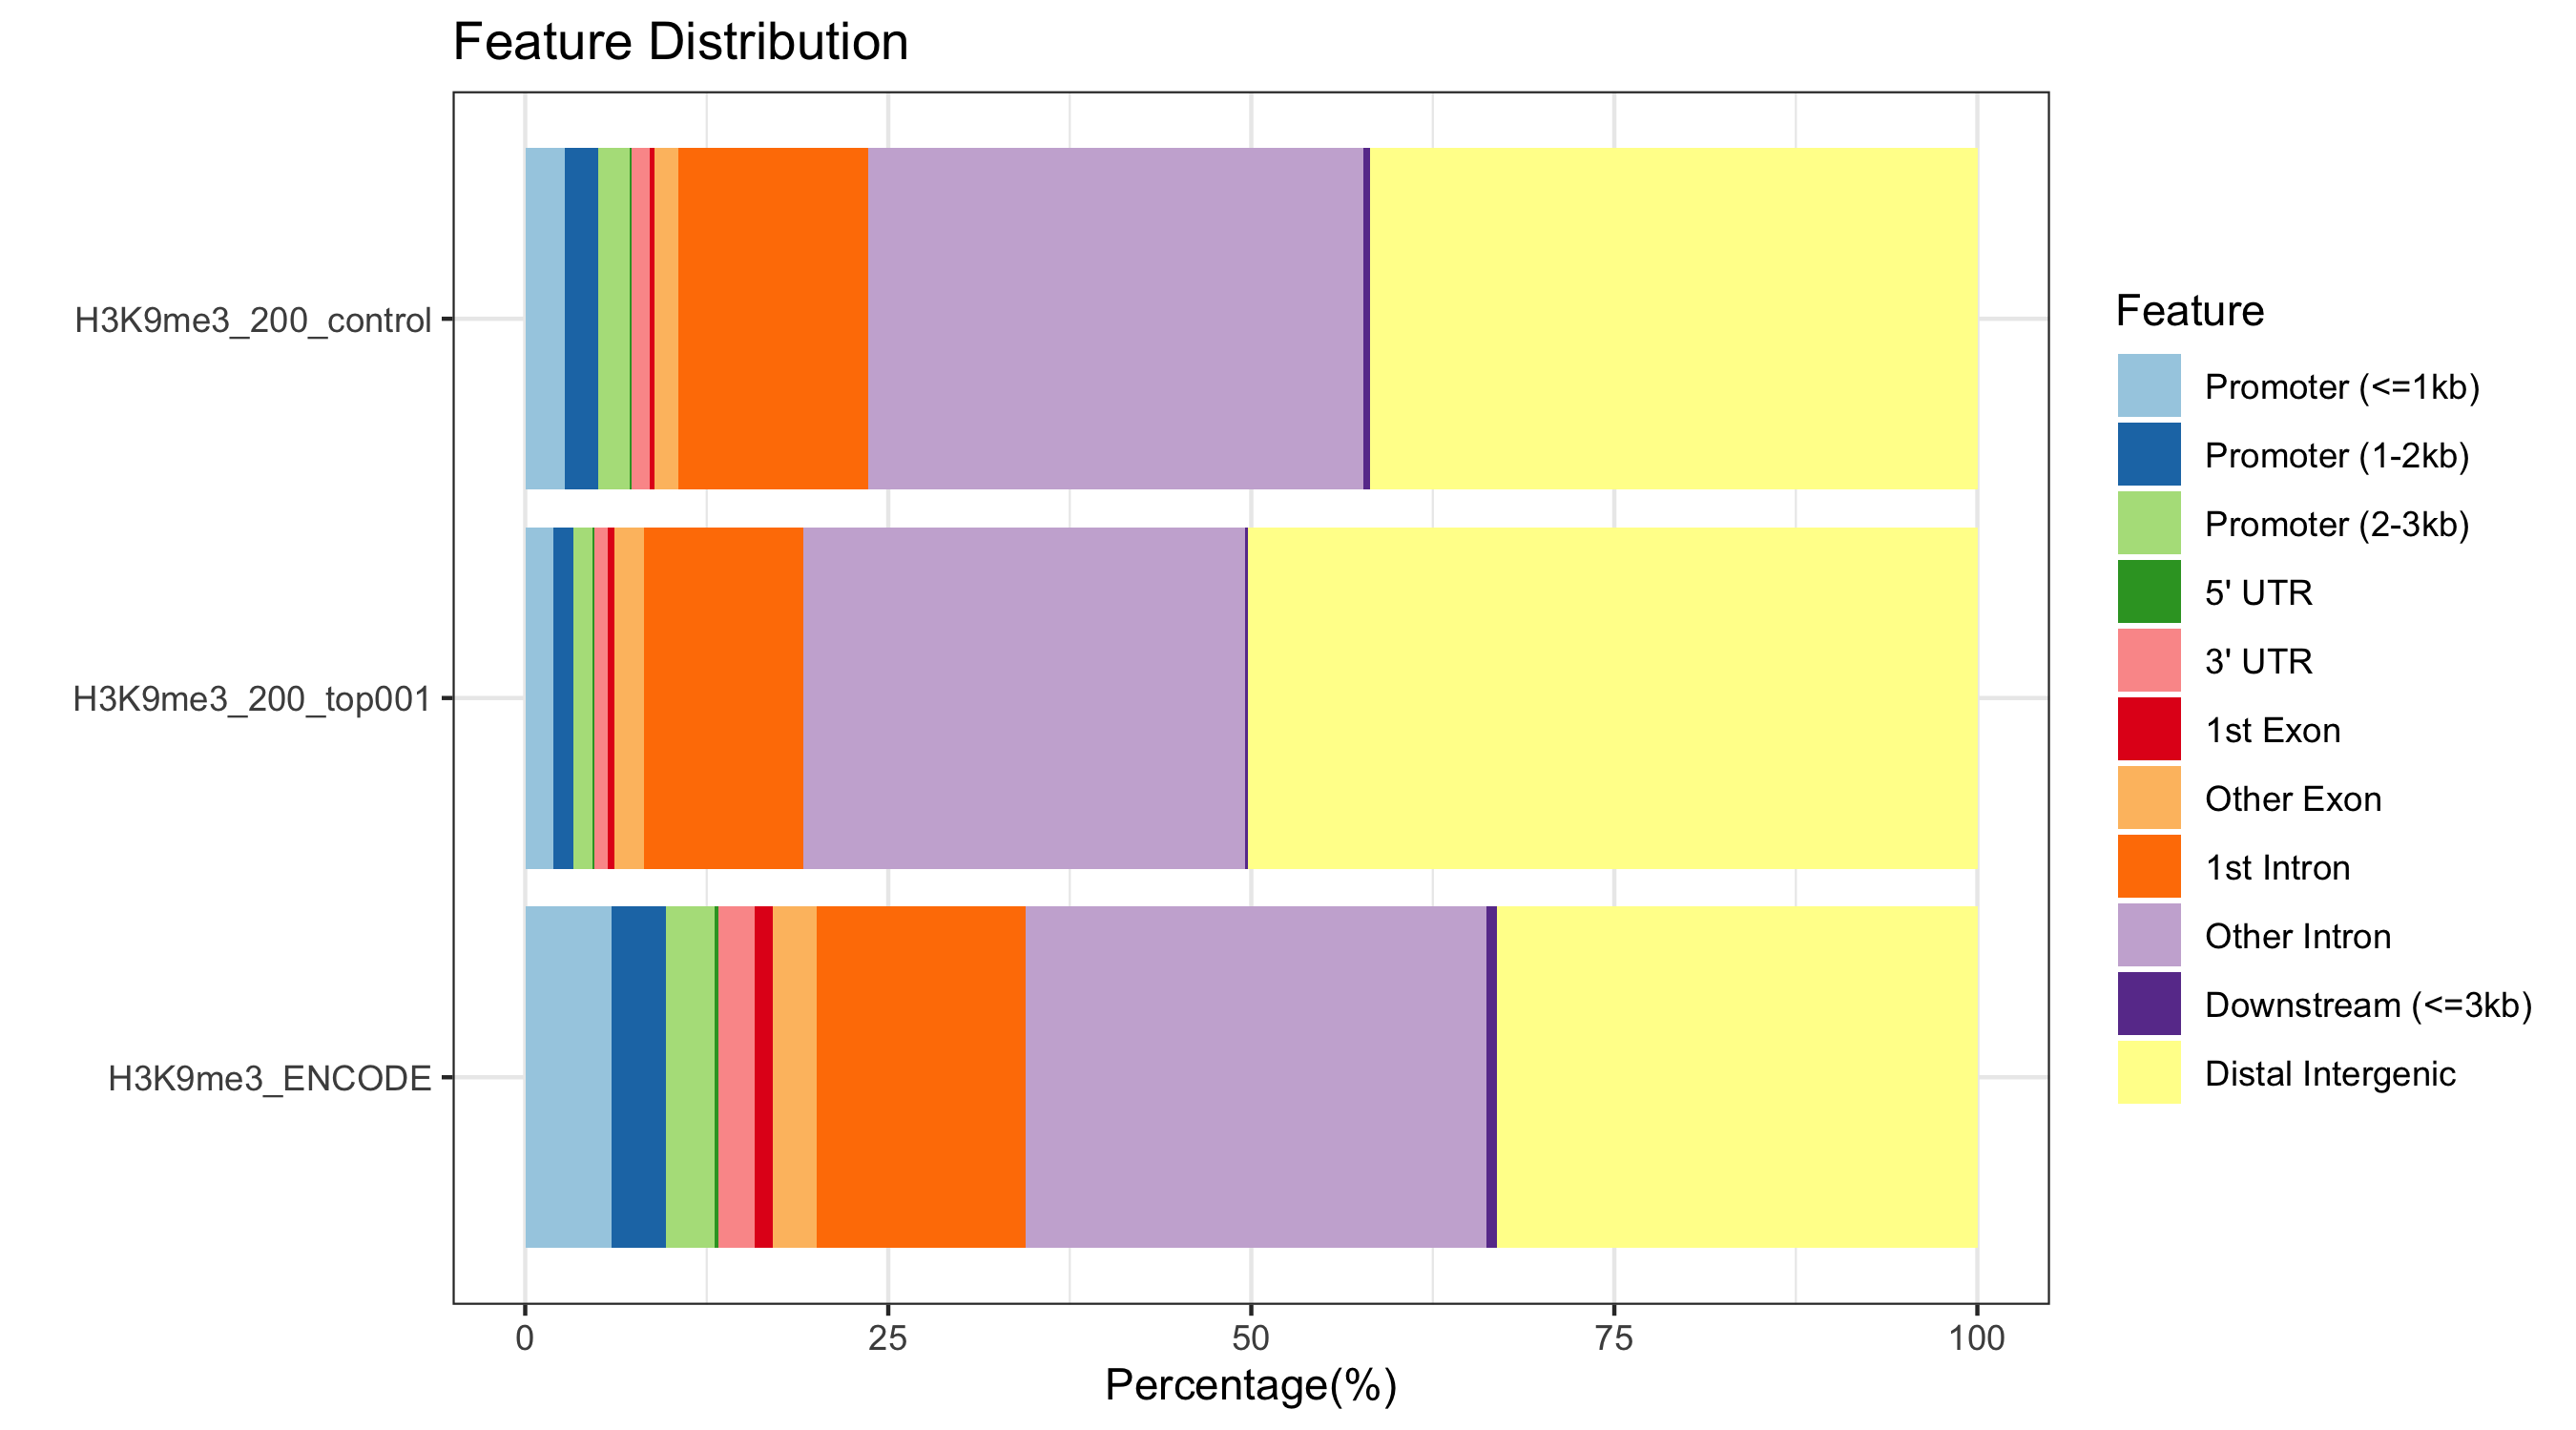 Feature Distribution
H3K9me3_200_control
H3K9me3_200_top001
H3K9me3_ENCODE
0 25 50 75 100
Percentage(%)
Feature
Promoter (<=1kb)
Promoter (1-2kb)
Promoter (2-3kb)
5' UTR
3' UTR
1st Exon
Other Exon
1st Intron
Other Intron
Downstream (<=3kb)
Distal Intergenic